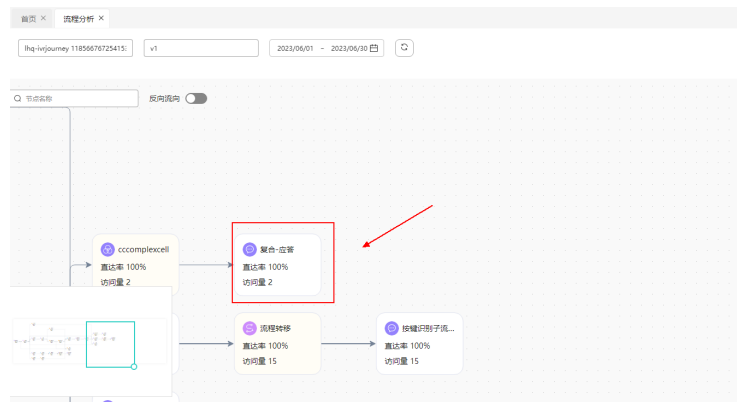 首页 × 流程分析 ×
lhq-ivrjourney 11856676725415: v1 2023/06/01 - 2023/06/30
节点名称 反向流向
cccomplexcell 复合-应答
直达率 100% 直达率 100%
访问量 2 访问量 2
流程转移 按键识别子流...
直达率 100% 直达率 100%
访问量 15 访问量 15